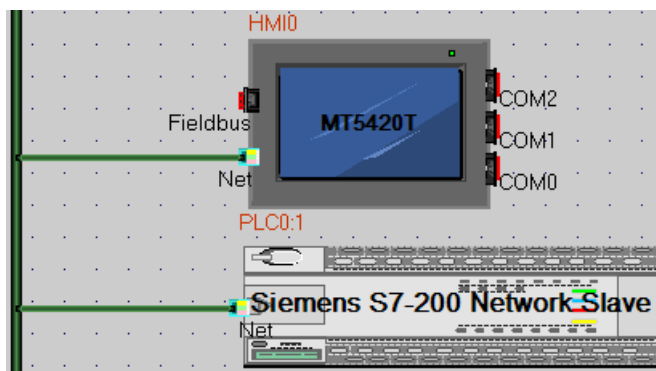 HMI0
COM2
Fieldbus
MT5420T
COM1
Net
COM0
PLC0:1
Siemens S7-200 Network Slave
Net